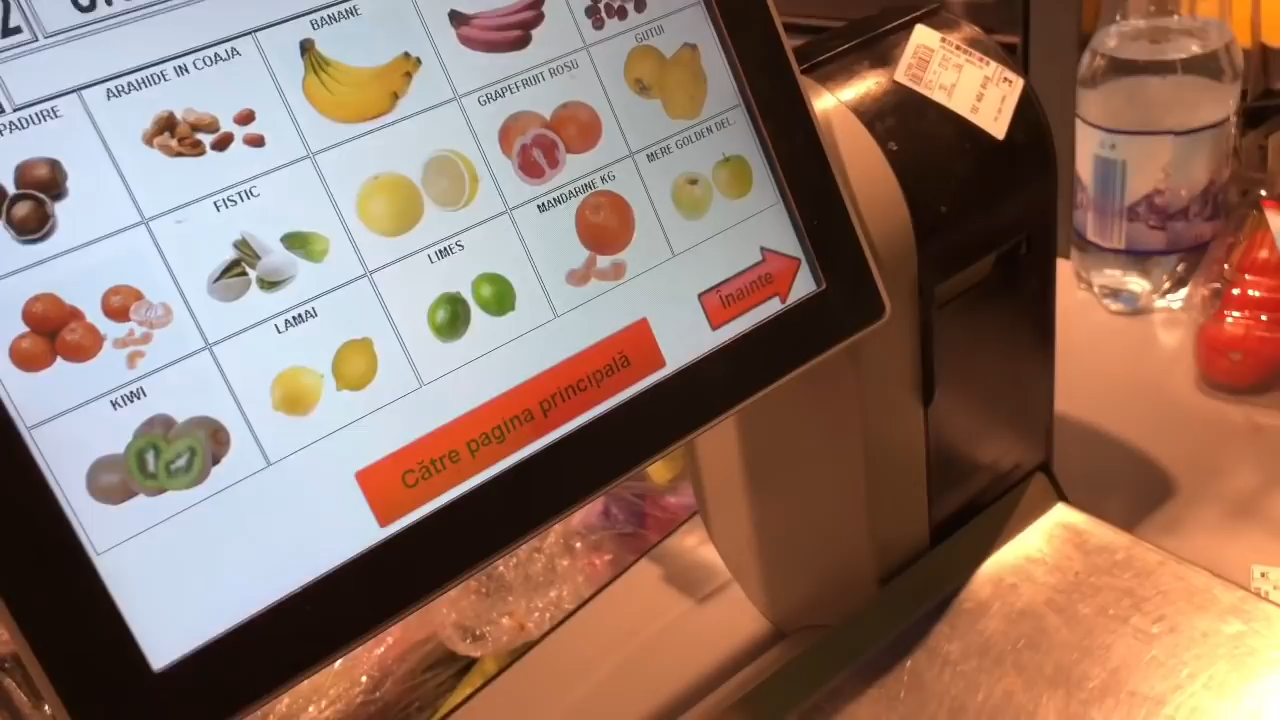 BANANE
ARAHIDE IN COAJA
PADURE
GUTUI
GRAPEFRUIT ROSU
FISTIC
MERE GOLDEN DEL.
MANDARINE KG
LIMES
LAMAI
KIWI
Înainte
Către pagina principală